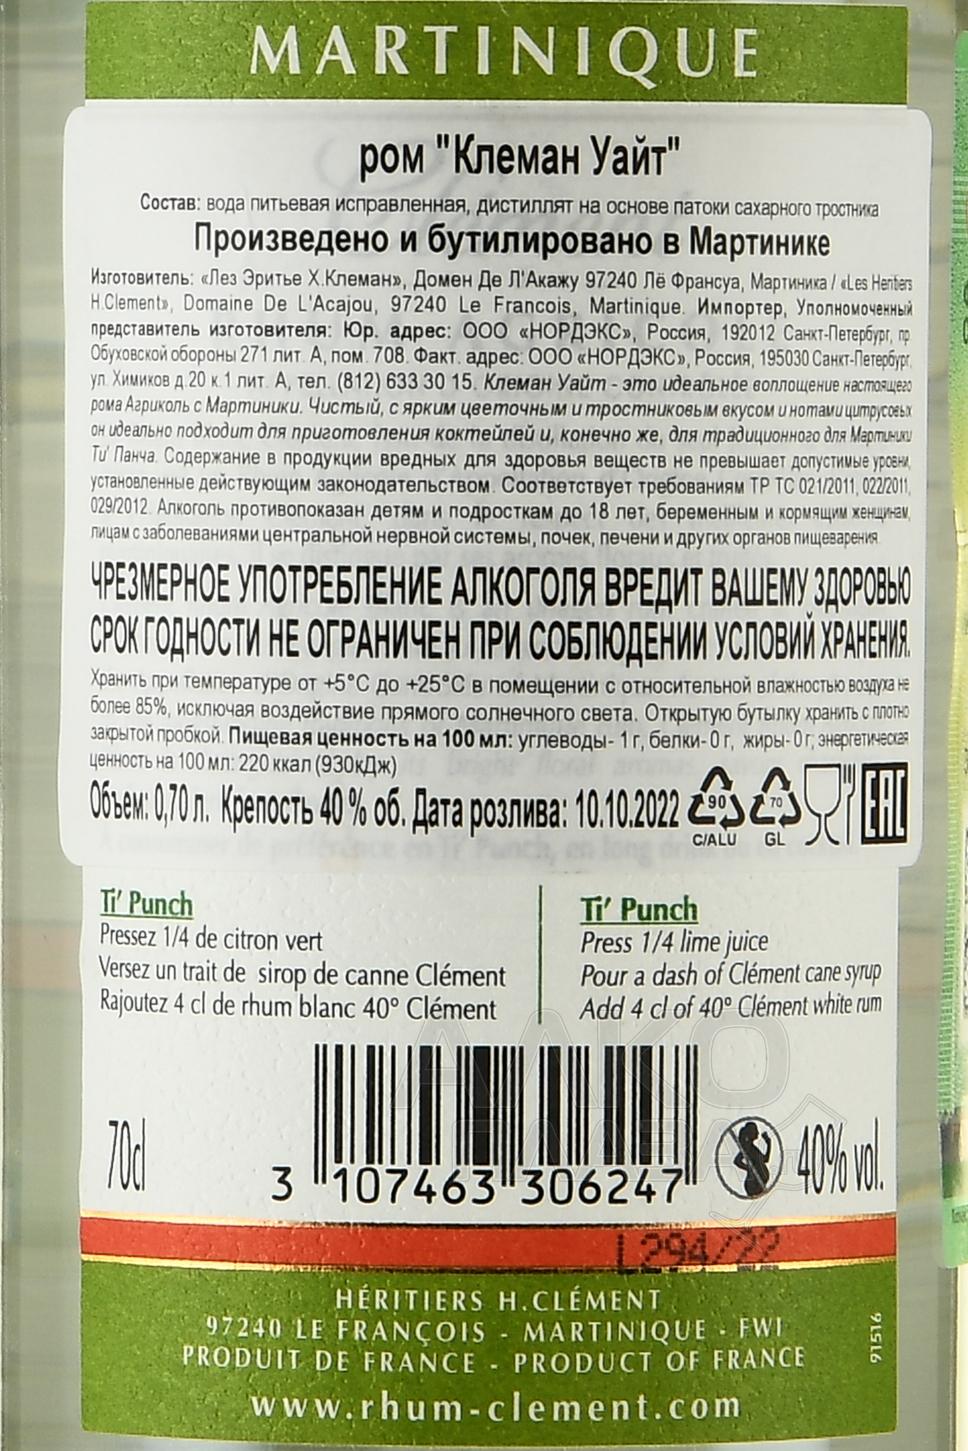 MARTINIQUE
ром "Клеман Уайт"
Состав: вода питьевая исправленная, дистиллят на основе патоки сахарного тростника
Произведено и бутилировано в Мартинике
Изготовитель: «Лез Эритье Х.Клеман», Домен Де Л'Акажу 97240 Лё Франсуа, Мартиника / «Les Heritiers
H.Clement», Domaine De L'Acajou, 97240 Le Francois, Martinique. Импортер, Уполномоченный
представитель изготовителя: Юр. адрес: ООО «НОРДЭКС», Россия, 192012 Санкт-Петербург, пр.
Обуховской обороны 271 лит. А, пом. 708. Факт. адрес: ООО «НОРДЭКС», Россия, 195030 Санкт-Петербург,
ул. Химиков д.20 к.1 лит. А, тел. (812) 633 30 15. Клеман Уайт - это идеальное воплощение настоящего
рома Агриколь с Мартиники. Чистый, с ярким цветочным и тростниковым вкусом и нотами цитрусовых
он идеально подходит для приготовления коктейлей и, конечно же, для традиционного для Мартиники
Ти' Панча. Содержание в продукции вредных для здоровья веществ не превышает допустимые уровни,
установленные действующим законодательством. Соответствует требованиям ТР ТС 021/2011, 022/2011,
029/2012. Алкоголь противопоказан детям и подросткам до 18 лет, беременным и кормящим женщинам,
лицам с заболеваниями центральной нервной системы, почек, печени и других органов пищеварения.
ЧРЕЗМЕРНОЕ УПОТРЕБЛЕНИЕ АЛКОГОЛЯ ВРЕДИТ ВАШЕМУ ЗДОРОВЬЮ
СРОК ГОДНОСТИ НЕ ОГРАНИЧЕН ПРИ СОБЛЮДЕНИИ УСЛОВИЙ ХРАНЕНИЯ.
Хранить при температуре от +5°С до +25°С в помещении с относительной влажностью воздуха не
более 85%, исключая воздействие прямого солнечного света. Открытую бутылку хранить с плотно
закрытой пробкой. Пищевая ценность на 100 мл: углеводы- 1 г, белки- 0 г, жиры- 0 г; энергетическая
ценность на 100 мл: 220 ккал (930кДж)
Объем: 0,70 л. Крепость 40 % об. Дата розлива: 10.10.2022
90 C/ALU 70 GL EAC
Ti' Punch
Pressez 1/4 de citron vert
Versez un trait de sirop de canne Clément
Rajoutez 4 cl de rhum blanc 40° Clément
Ti' Punch
Press 1/4 lime juice
Pour a dash of Clément cane syrup
Add 4 cl of 40° Clément white rum
70cl
3 107463 306247
40% vol.
L294/22
HÉRITIERS H.CLÉMENT
97240 LE FRANÇOIS - MARTINIQUE - FWI
PRODUIT DE FRANCE - PRODUCT OF FRANCE
www.rhum-clement.com
91516